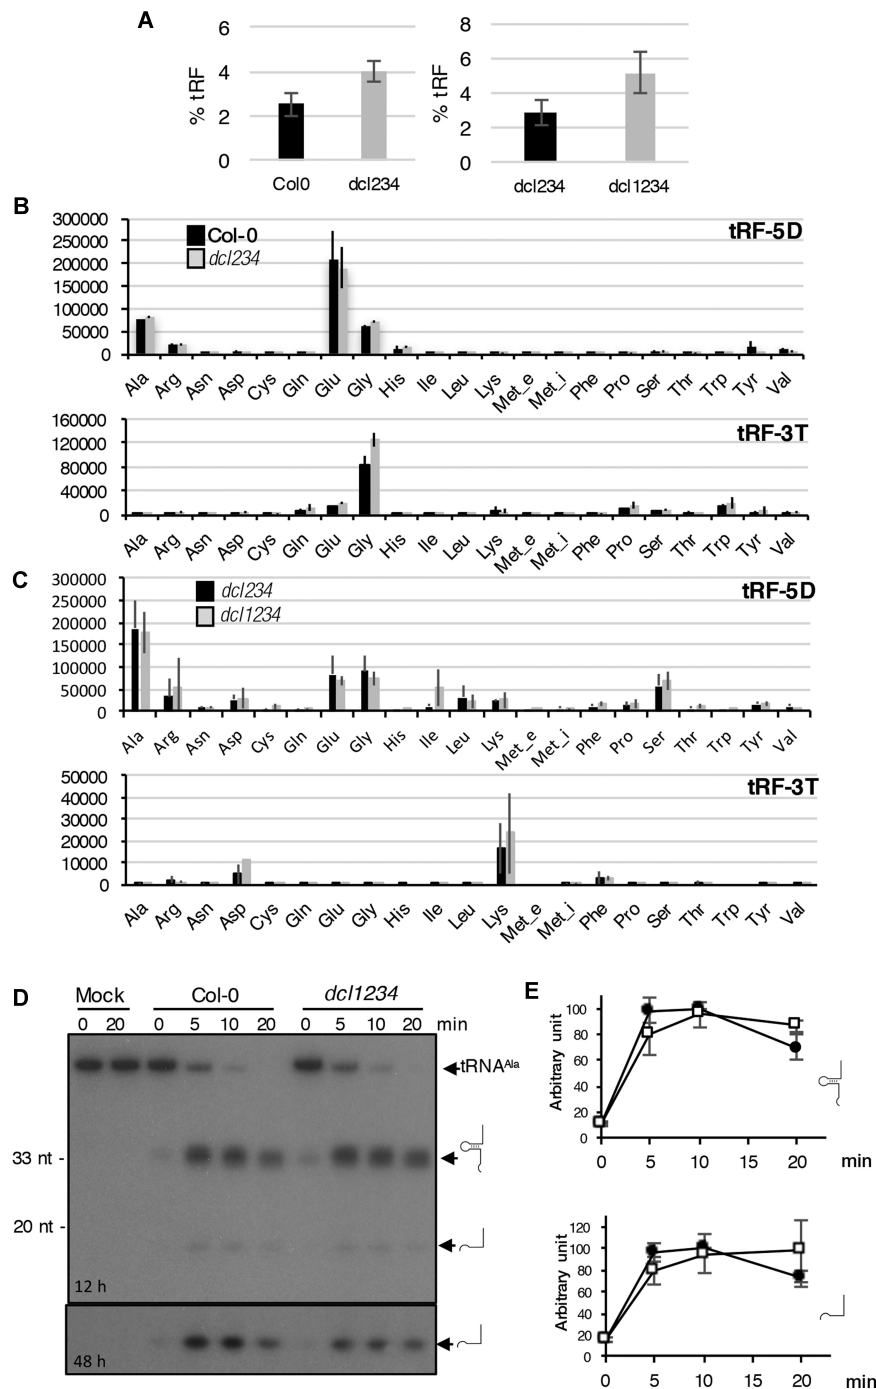 A
% tRF
6
4
2
0
Col0 dcl234
% tRF
8
6
4
2
0
dcl234 dcl1234
B
300000
250000
200000
150000
100000
50000
0
Col-0
dcl234
tRF-5D
Ala Arg Asn Asp Cys Gln Glu Gly His Ile Leu Lys Met_e Met_i Phe Pro Ser Thr Trp Tyr Val
160000
120000
80000
40000
0
tRF-3T
Ala Arg Asn Asp Cys Gln Glu Gly His Ile Leu Lys Met_e Met_i Phe Pro Ser Thr Trp Tyr Val
C
300000
250000
200000
150000
100000
50000
0
dcl234
dcl1234
tRF-5D
Ala Arg Asn Asp Cys Gln Glu Gly His Ile Leu Lys Met_e Met_i Phe Pro Ser Thr Trp Tyr Val
50000
40000
30000
20000
10000
0
tRF-3T
Ala Arg Asn Asp Cys Gln Glu Gly His Ile Leu Lys Met_e Met_i Phe Pro Ser Thr Trp Tyr Val
D
Mock Col-0 dcl1234
0 20 0 5 10 20 0 5 10 20 min
tRNAAla
33 nt -
20 nt -
12 h
48 h
E
Arbitrary unit
100
80
60
40
20
0
0 5 10 20 min
Arbitrary unit
120
100
80
60
40
20
0
0 5 10 20 min